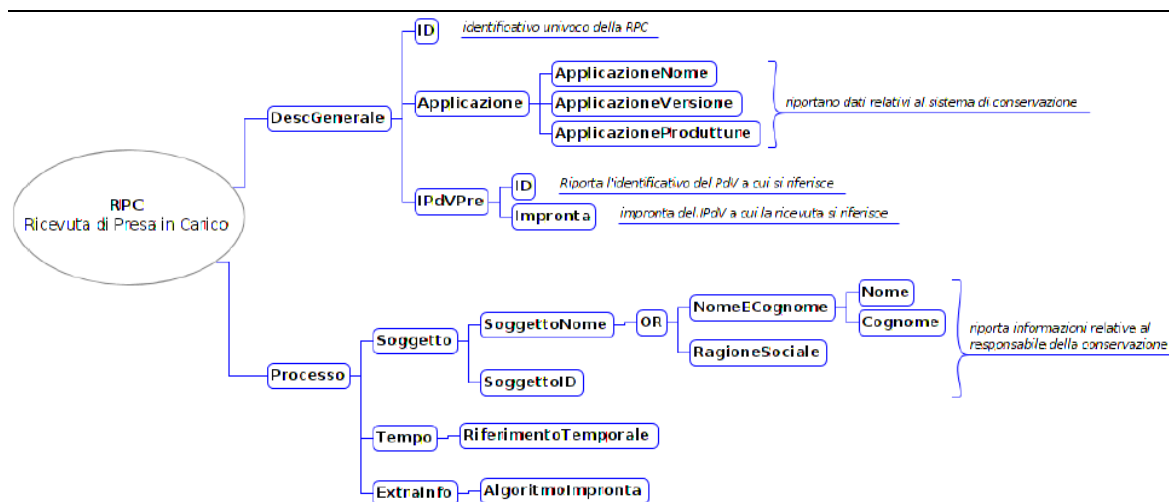 ID
identificativo univoco della RPC
ApplicazioneNome
Applicazione
ApplicazioneVersione
riportano dati relativi al sistema di conservazione
DescGenerale
ApplicazioneProduttune
ID
Riporta l'identificativo del PdV a cui si riferisce
IPdVPre
Impronta
impronta del IPdV a cui la ricevuta si riferisce
RPC
Ricevuta di Presa in Carico
Nome
NomeECognome
SoggettoNome
OR
Cognome
Soggetto
riporta informazioni relative al
responsabile della conservazione
RagioneSociale
Processo
SoggettoID
Tempo
RiferimentoTemporale
ExtraInfo
AlgoritmoImpronta